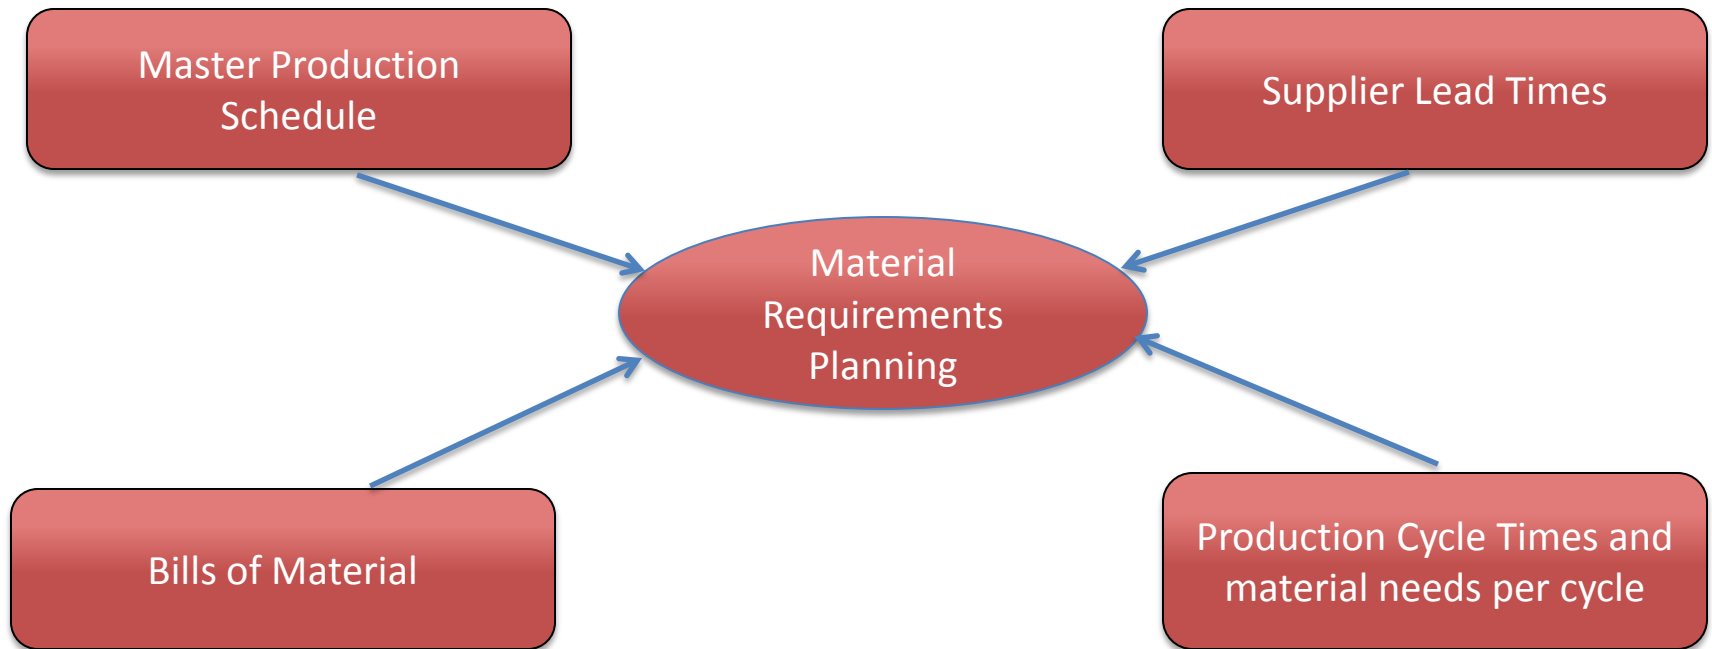 Master Production
Schedule
Supplier Lead Times
Material
Requirements
Planning
Bills of Material
Production Cycle Times and
material needs per cycle